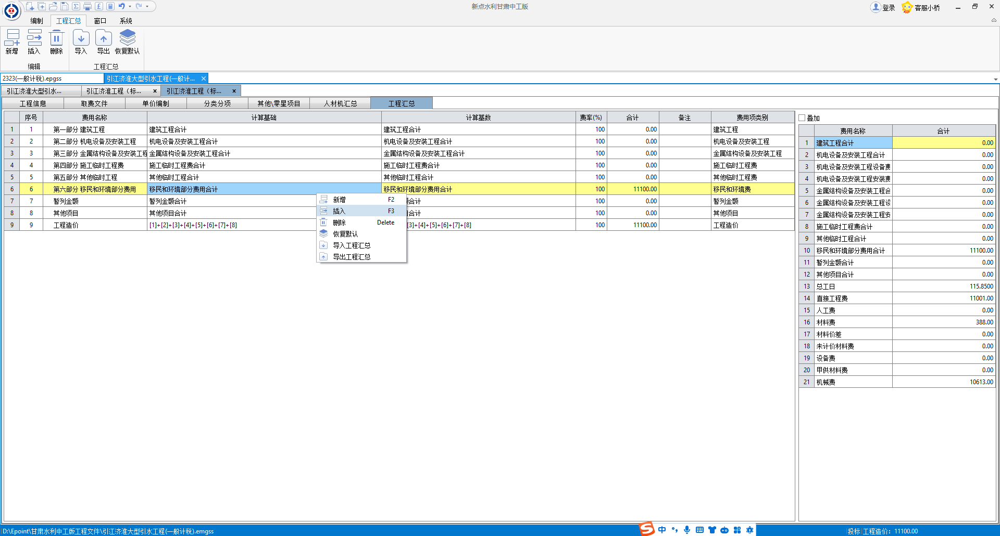 新点水利甘肃中工版
登录
客服小桥
编制
工程汇总
窗口
系统
新增
插入
删除
导入
导出
恢复默认
编辑
工程汇总
2323(一般计税).epgss
引江济淮大型引水工程(一般计...
引江济淮大型引水...
引江济淮工程（标...
引江济淮工程（标...
工程信息
取费文件
单价编制
分类分项
其他\零星项目
人材机汇总
工程汇总
序号 费用名称 计算基础 计算基数 费率(%) 合计 备注 费用项类别
1 1 第一部分 建筑工程 建筑工程合计 建筑工程合计 100 0.00 建筑工程
2 2 第二部分 机电设备及安装工程 机电设备及安装工程合计 机电设备及安装工程合计 100 0.00 机电设备及安装工程
3 3 第三部分 金属结构设备及安装工程 金属结构设备及安装工程合计 金属结构设备及安装工程合计 100 0.00 金属结构设备及安装工程
4 4 第四部分 施工临时工程费 施工临时工程费合计 施工临时工程费合计 100 0.00 施工临时工程费
5 5 第五部分 其他临时工程 其他临时工程合计 其他临时工程合计 100 0.00 其他临时工程费
6 6 第六部分 移民和环境部分费用 移民和环境部分费用合计 移民和环境部分费用合计 100 11100.00 移民和环境费
7 7 暂列金额 暂列金额合计 额合计 100 0.00 暂列金额
8 8 其他项目 其他项目合计 目合计 100 0.00 其他项目
9 9 工程造价 [1]+[2]+[3]+[4]+[5]+[6]+[7]+[8] [3]+[4]+[5]+[6]+[7]+[8] 100 11100.00 工程造价
新增 F2
插入 F3
删除 Delete
恢复默认
导入工程汇总
导出工程汇总
叠加
费用名称 合计
1 建筑工程合计 0.00
2 机电设备及安装工程合计 0.00
3 机电设备及安装工程设备费 0.00
4 机电设备及安装工程安装费 0.00
5 金属结构设备及安装工程合 0.00
6 金属结构设备及安装工程设 0.00
7 金属结构设备及安装工程安 0.00
8 施工临时工程费合计 0.00
9 其他临时工程合计 0.00
10 移民和环境部分费用合计 11100.00
11 暂列金额合计 0.00
12 其他项目合计 0.00
13 总工日 115.8500
14 直接工程费 11001.00
15 人工费 0.00
16 材料费 388.00
17 材料价差 0.00
18 未计价材料费 0.00
19 设备费 0.00
20 甲供材料费 0.00
21 机械费 10613.00
D:\Epoint\甘肃水利中工版工程文件\引江济淮大型引水工程(一般计税).emgss
中
投标 工程造价：11100.00